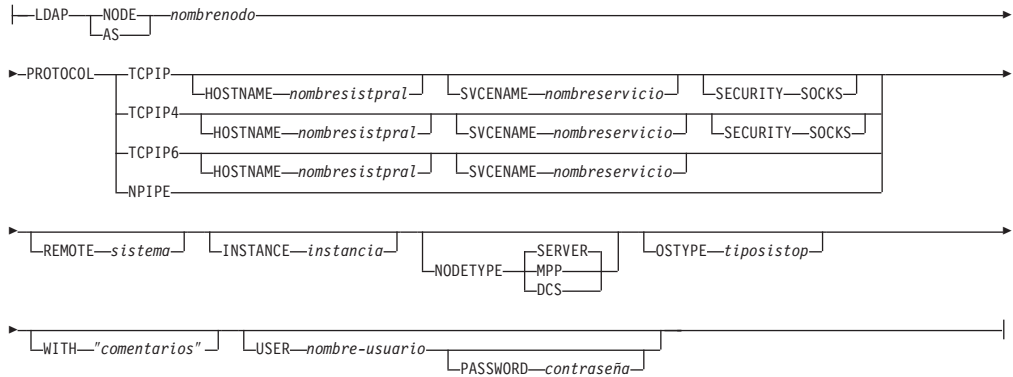 LDAP NODE nombrenodo
AS
PROTOCOL TCPIP
HOSTNAME nombresistpral SVCENAME nombreservicio SECURITY SOCKS
TCPIP4
HOSTNAME nombresistpral SVCENAME nombreservicio SECURITY SOCKS
TCPIP6
HOSTNAME nombresistpral SVCENAME nombreservicio
NPIPE
REMOTE sistema INSTANCE instancia NODETYPE SERVER OSTYPE tiposistop
MPP
DCS
WITH "comentarios" USER nombre-usuario
PASSWORD contraseña